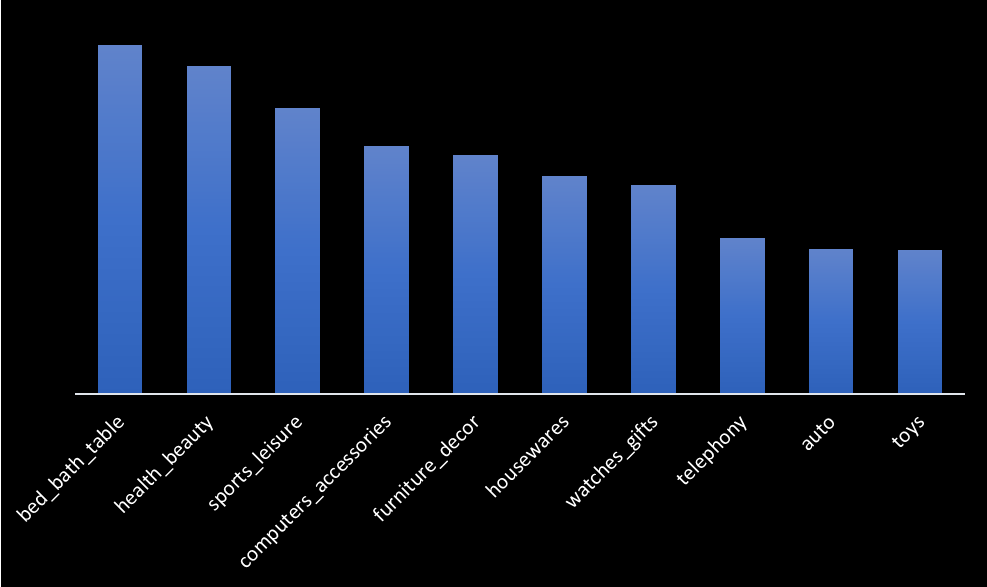 bed_bath_table
health_beauty
sports_leisure
computers_accessories
furniture_decor
housewares
watches_gifts
telephony
auto
toys